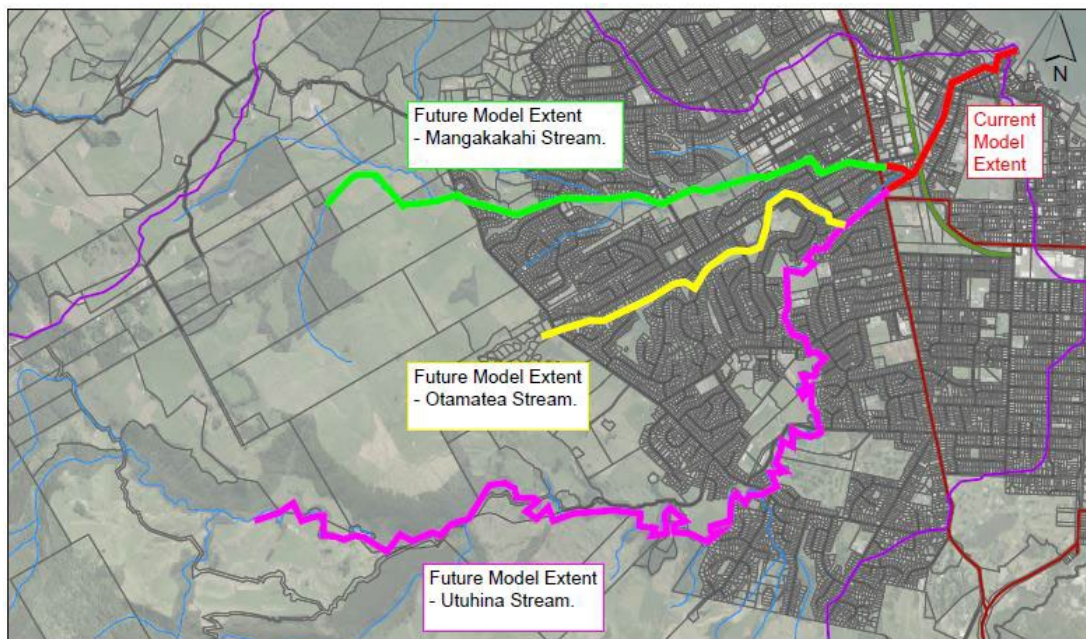 Future Model Extent
- Mangakakahi Stream.
N
Current
Model
Extent
Future Model Extent
- Otamatea Stream.
Future Model Extent
- Utuhina Stream.